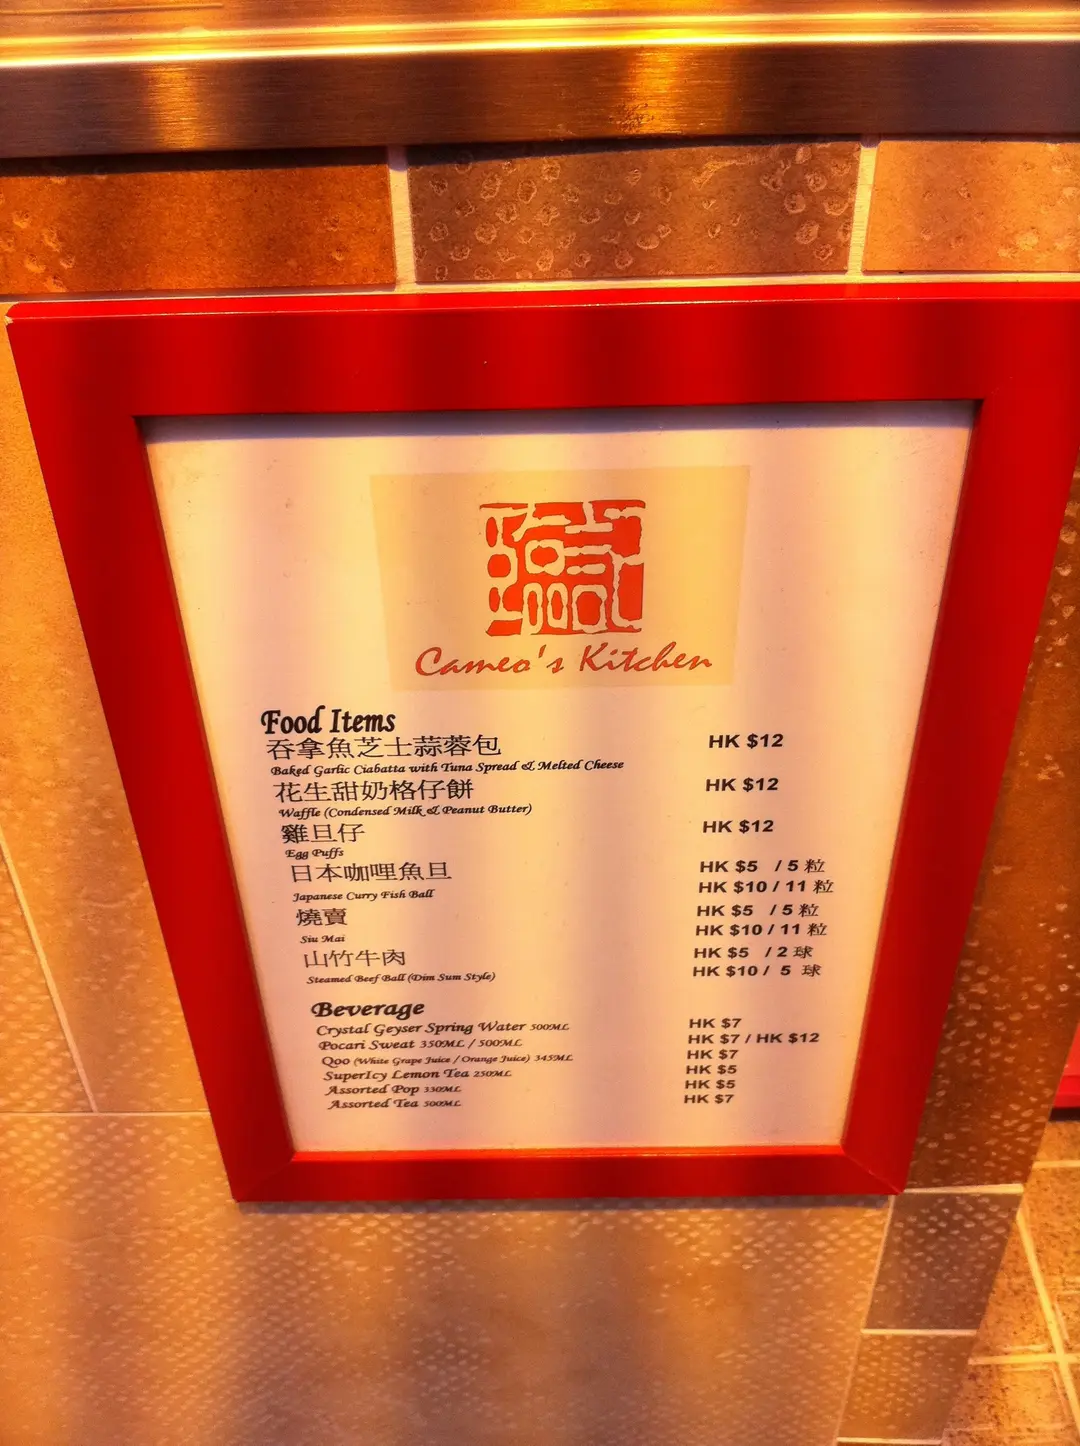 Cameo's Kitchen
Food Items
吞拿魚芝士蒜蓉包 HK $12
Baked Garlic Ciabatta with Tuna Spread & Melted Cheese
花生甜奶格仔餅 HK $12
Waffle (Condensed Milk & Peanut Butter)
雞旦仔 HK $12
Egg Puffs
日本咖哩魚旦 HK $5 / 5 粒
Japanese Curry Fish Ball HK $10 / 11 粒
燒賣 HK $5 / 5 粒
Siu Mai HK $10 / 11 粒
山竹牛肉 HK $5 / 2 球
Steamed Beef Ball (Dim Sum Style) HK $10 / 5 球
Beverage
Crystal Geyser Spring Water 500ML HK $7
Pocari Sweat 350ML / 500ML HK $7 / HK $12
Qoo (White Grape Juice / Orange Juice) 345ML HK $7
SuperIcy Lemon Tea 250ML HK $5
Assorted Pop 330ML HK $5
Assorted Tea 500ML HK $7